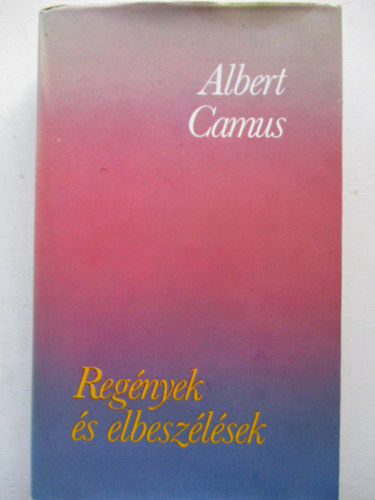 Albert
Camus
Regények
és elbeszélések